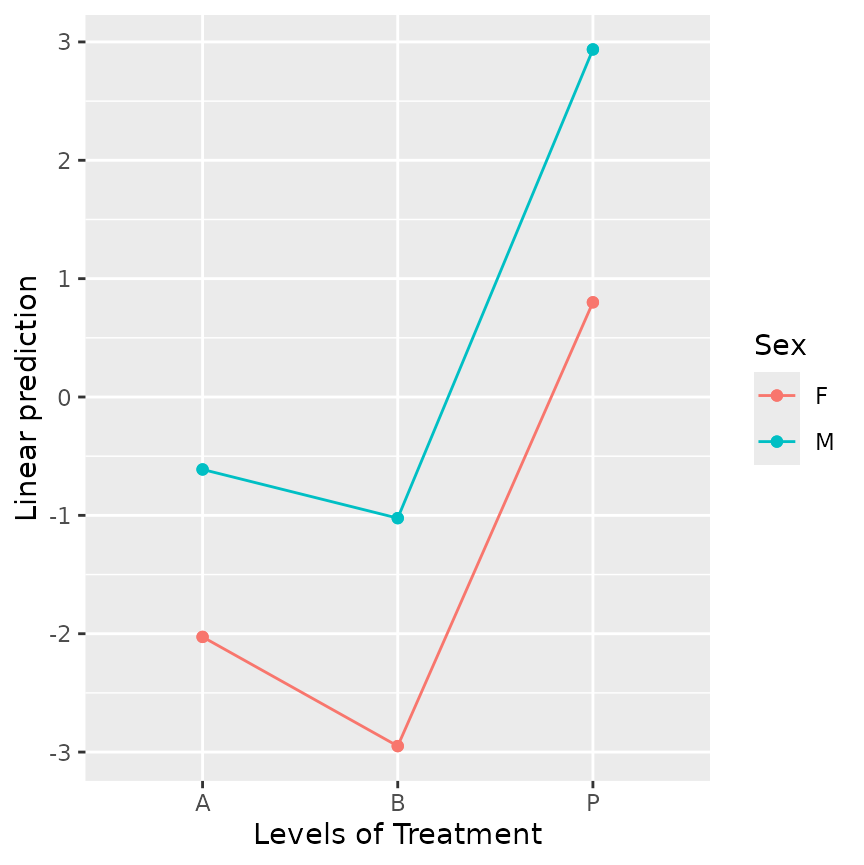 3
2
1
0
-1
-2
-3
Linear prediction
A B P
Levels of Treatment
Sex
F
M